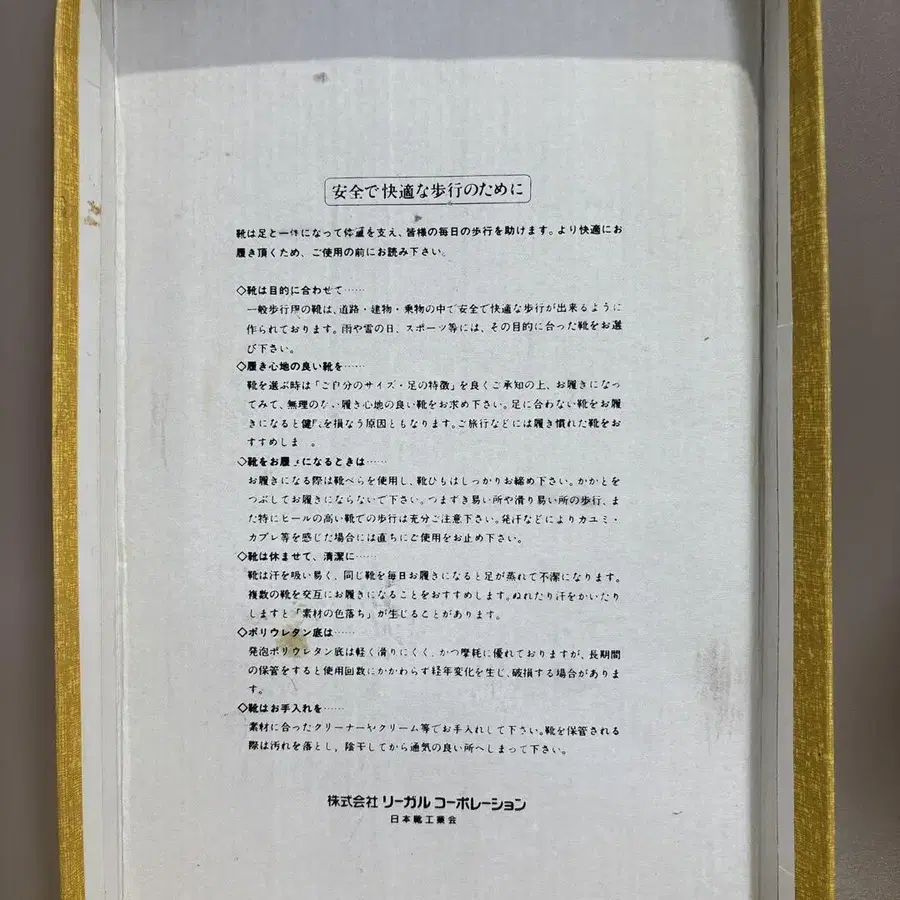 安全で快適な歩行のために
靴は足と一体になって体重を支え、皆様の毎日の歩行を助けます。より快適にお
履き頂くため、ご使用の前にお読み下さい。
◇靴は目的に合わせて……
一般歩行用の靴は、道路・建物・乗物の中で安全で快適な歩行が出来るように
作られております。雨や雪の日、スポーツ等には、その目的に合った靴をお選
び下さい。
◇履き心地の良い靴を……
靴を選ぶ時は「ご自分のサイズ・足の特徴」を良くご承知の上、お履きになっ
てみて、無理のない履き心地の良い靴をお求め下さい。足に合わない靴をお履
きになると健康を損なう原因ともなります。ご旅行などには履き慣れた靴をお
すすめしま 。
◇靴をお履きになるときは……
お履きになる際は靴べらを使用し、靴ひもはしっかりお締め下さい。かかとを
つぶしてお履きにならないで下さい。つまずき易い所や滑り易い所の歩行、ま
た特にヒールの高い靴での歩行は充分ご注意下さい。発汗などによりカユミ・
カブレ等を感じた場合には直ちにご使用をお止め下さい。
◇靴は休ませて、清潔に……
靴は汗を吸い易く、同じ靴を毎日お履きになると足が蒸れて不潔になります。
複数の靴を交互にお履きになることをおすすめします。ぬれたり汗をかいたり
しますと「素材の色落ち」が生じることがあります。
◇ポリウレタン底は……
発泡ポリウレタン底は軽く滑りにくく、かつ摩耗に優れておりますが、長期間
の保管をすると使用回数にかかわらず経年変化を生じ、破損する場合がありま
す。
◇靴はお手入れを……
素材に合ったクリーナーやクリーム等でお手入れして下さい。靴を保管される
際は汚れを落とし、陰干してから通気の良い所へしまって下さい。
株式会社 リーガル コーポレーション
日本靴工業会